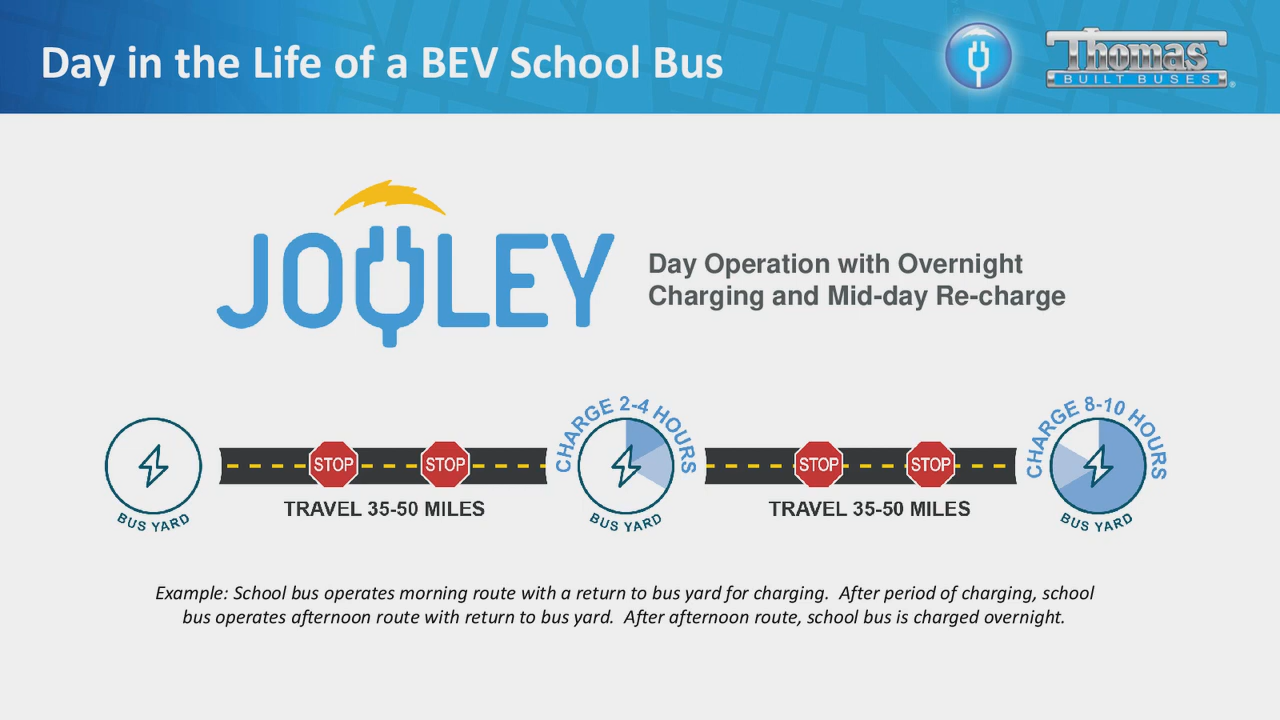 Day in the Life of a BEV School Bus
Thomas
BUILT BUSES®
JOULEY
Day Operation with Overnight
Charging and Mid-day Re-charge
BUS YARD
STOP
STOP
TRAVEL 35-50 MILES
CHARGE 2-4 HOURS
BUS YARD
STOP
STOP
TRAVEL 35-50 MILES
CHARGE 8-10 HOURS
BUS YARD
Example: School bus operates morning route with a return to bus yard for charging.  After period of charging, school
bus operates afternoon route with return to bus yard.  After afternoon route, school bus is charged overnight.